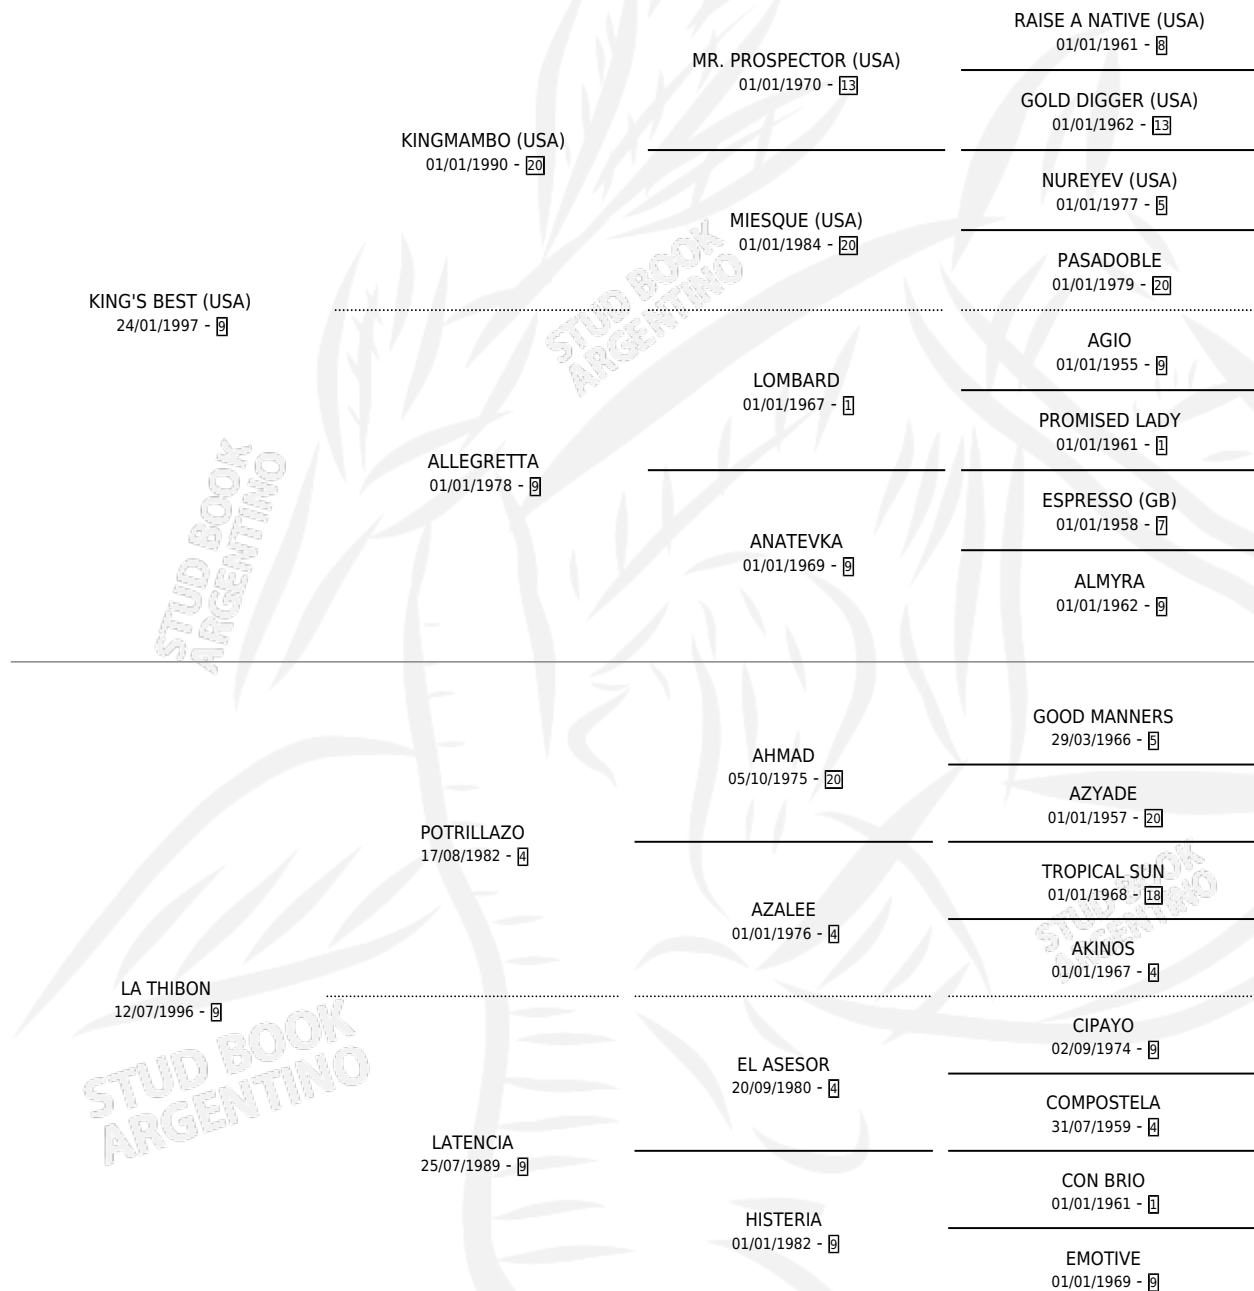 RAISE A NATIVE (USA)
01/01/1961 - 8
MR. PROSPECTOR (USA)
01/01/1970 - 13
GOLD DIGGER (USA)
01/01/1962 - 13
KINGMAMBO (USA)
01/01/1990 - 20
NUREYEV (USA)
01/01/1977 - 5
MIESQUE (USA)
01/01/1984 - 20
PASADOBLE
01/01/1979 - 20
KING'S BEST (USA)
24/01/1997 - 9
AGIO
01/01/1955 - 9
LOMBARD
01/01/1967 - 1
PROMISED LADY
01/01/1961 - 1
ALLEGRETTA
01/01/1978 - 9
ESPRESSO (GB)
01/01/1958 - 7
ANATEVKA
01/01/1969 - 9
ALMYRA
01/01/1962 - 9
GOOD MANNERS
29/03/1966 - 5
AHMAD
05/10/1975 - 20
AZYADE
01/01/1957 - 20
POTRILLAZO
17/08/1982 - 4
TROPICAL SUN
01/01/1968 - 18
AZALEE
01/01/1976 - 4
AKINOS
01/01/1967 - 4
LA THIBON
12/07/1996 - 9
CIPAYO
02/09/1974 - 9
EL ASESOR
20/09/1980 - 4
COMPOSTELA
31/07/1959 - 4
LATENCIA
25/07/1989 - 9
CON BRIO
01/01/1961 - 1
HISTERIA
01/01/1982 - 9
EMOTIVE
01/01/1969 - 9
STUD BOOK
ARGENTINO
STUD BOOK
ARGENTINO
STUD BOOK
ARGENTINO
STUD BOOK
ARGENTINO